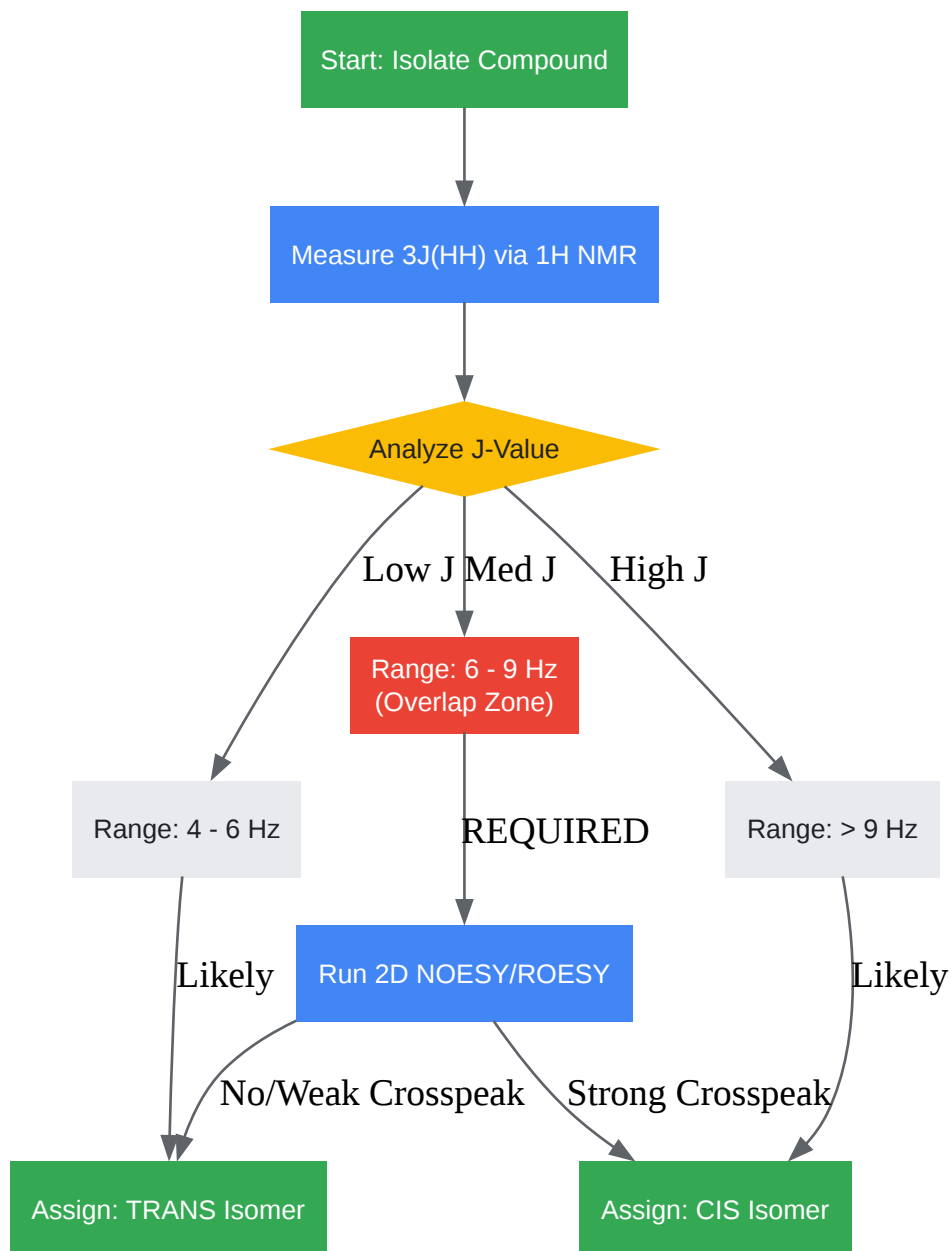 Start: Isolate Compound
Measure 3J(HH) via 1H NMR
Analyze J-Value
Low J
Med J
High J
Range: 6 - 9 Hz
(Overlap Zone)
Range: 4 - 6 Hz
REQUIRED
Range: > 9 Hz
Likely
Run 2D NOESY/ROESY
Likely
No/Weak Crosspeak
Strong Crosspeak
Assign: TRANS Isomer
Assign: CIS Isomer